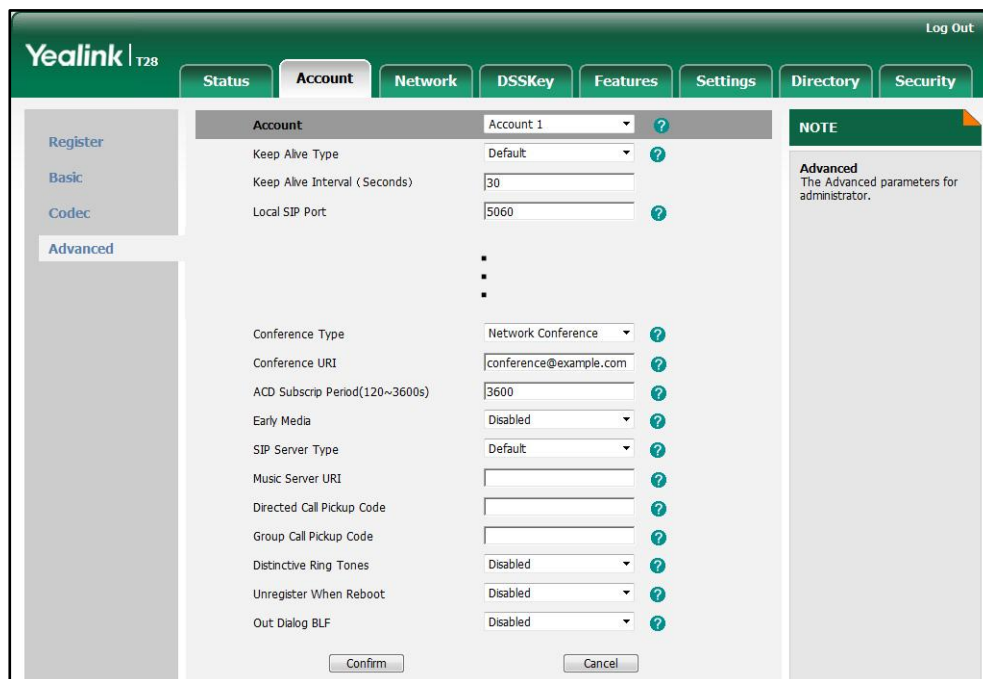 Log Out
Yealink T28
Status Account Network DSSKey Features Settings Directory Security
Register
Basic
Codec
Advanced
Account Account 1 ?
Keep Alive Type Default ?
Keep Alive Interval (Seconds) 30
Local SIP Port 5060 ?
Conference Type Network Conference ?
Conference URI conference@example.com ?
ACD Subscrip Period(120~3600s) 3600 ?
Early Media Disabled ?
SIP Server Type Default ?
Music Server URI ?
Directed Call Pickup Code ?
Group Call Pickup Code ?
Distinctive Ring Tones Disabled ?
Unregister When Reboot Disabled ?
Out Dialog BLF Disabled ?
Confirm Cancel
NOTE
Advanced
The Advanced parameters for
administrator.